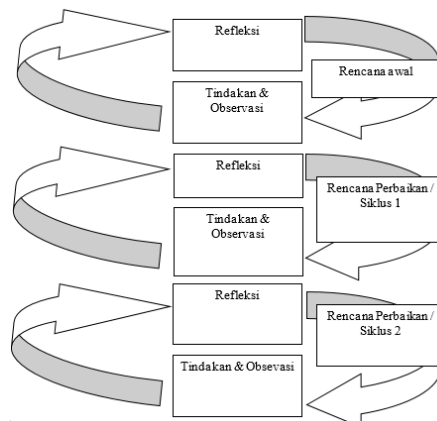 Refleksi
Rencana awal
Tindakan &
Observasi
Refleksi
Rencana Perbaikan /
Siklus 1
Tindakan &
Observasi
Refleksi
Rencana Perbaikan /
Siklus 2
Tindakan & Obsevasi